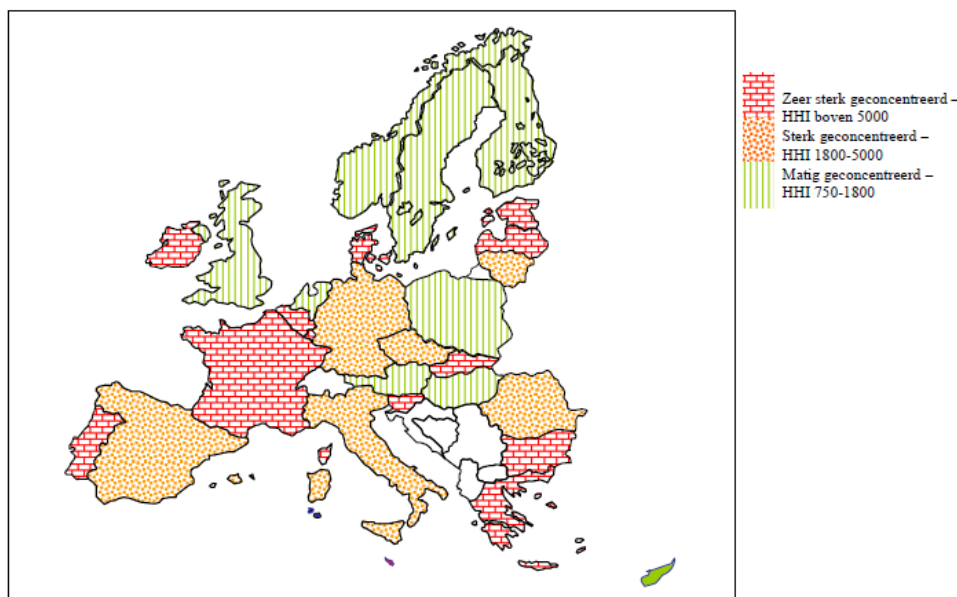 Zeer sterk geconcentreerd –
HHI boven 5000
Sterk geconcentreerd –
HHI 1800-5000
Matig geconcentreerd –
HHI 750-1800